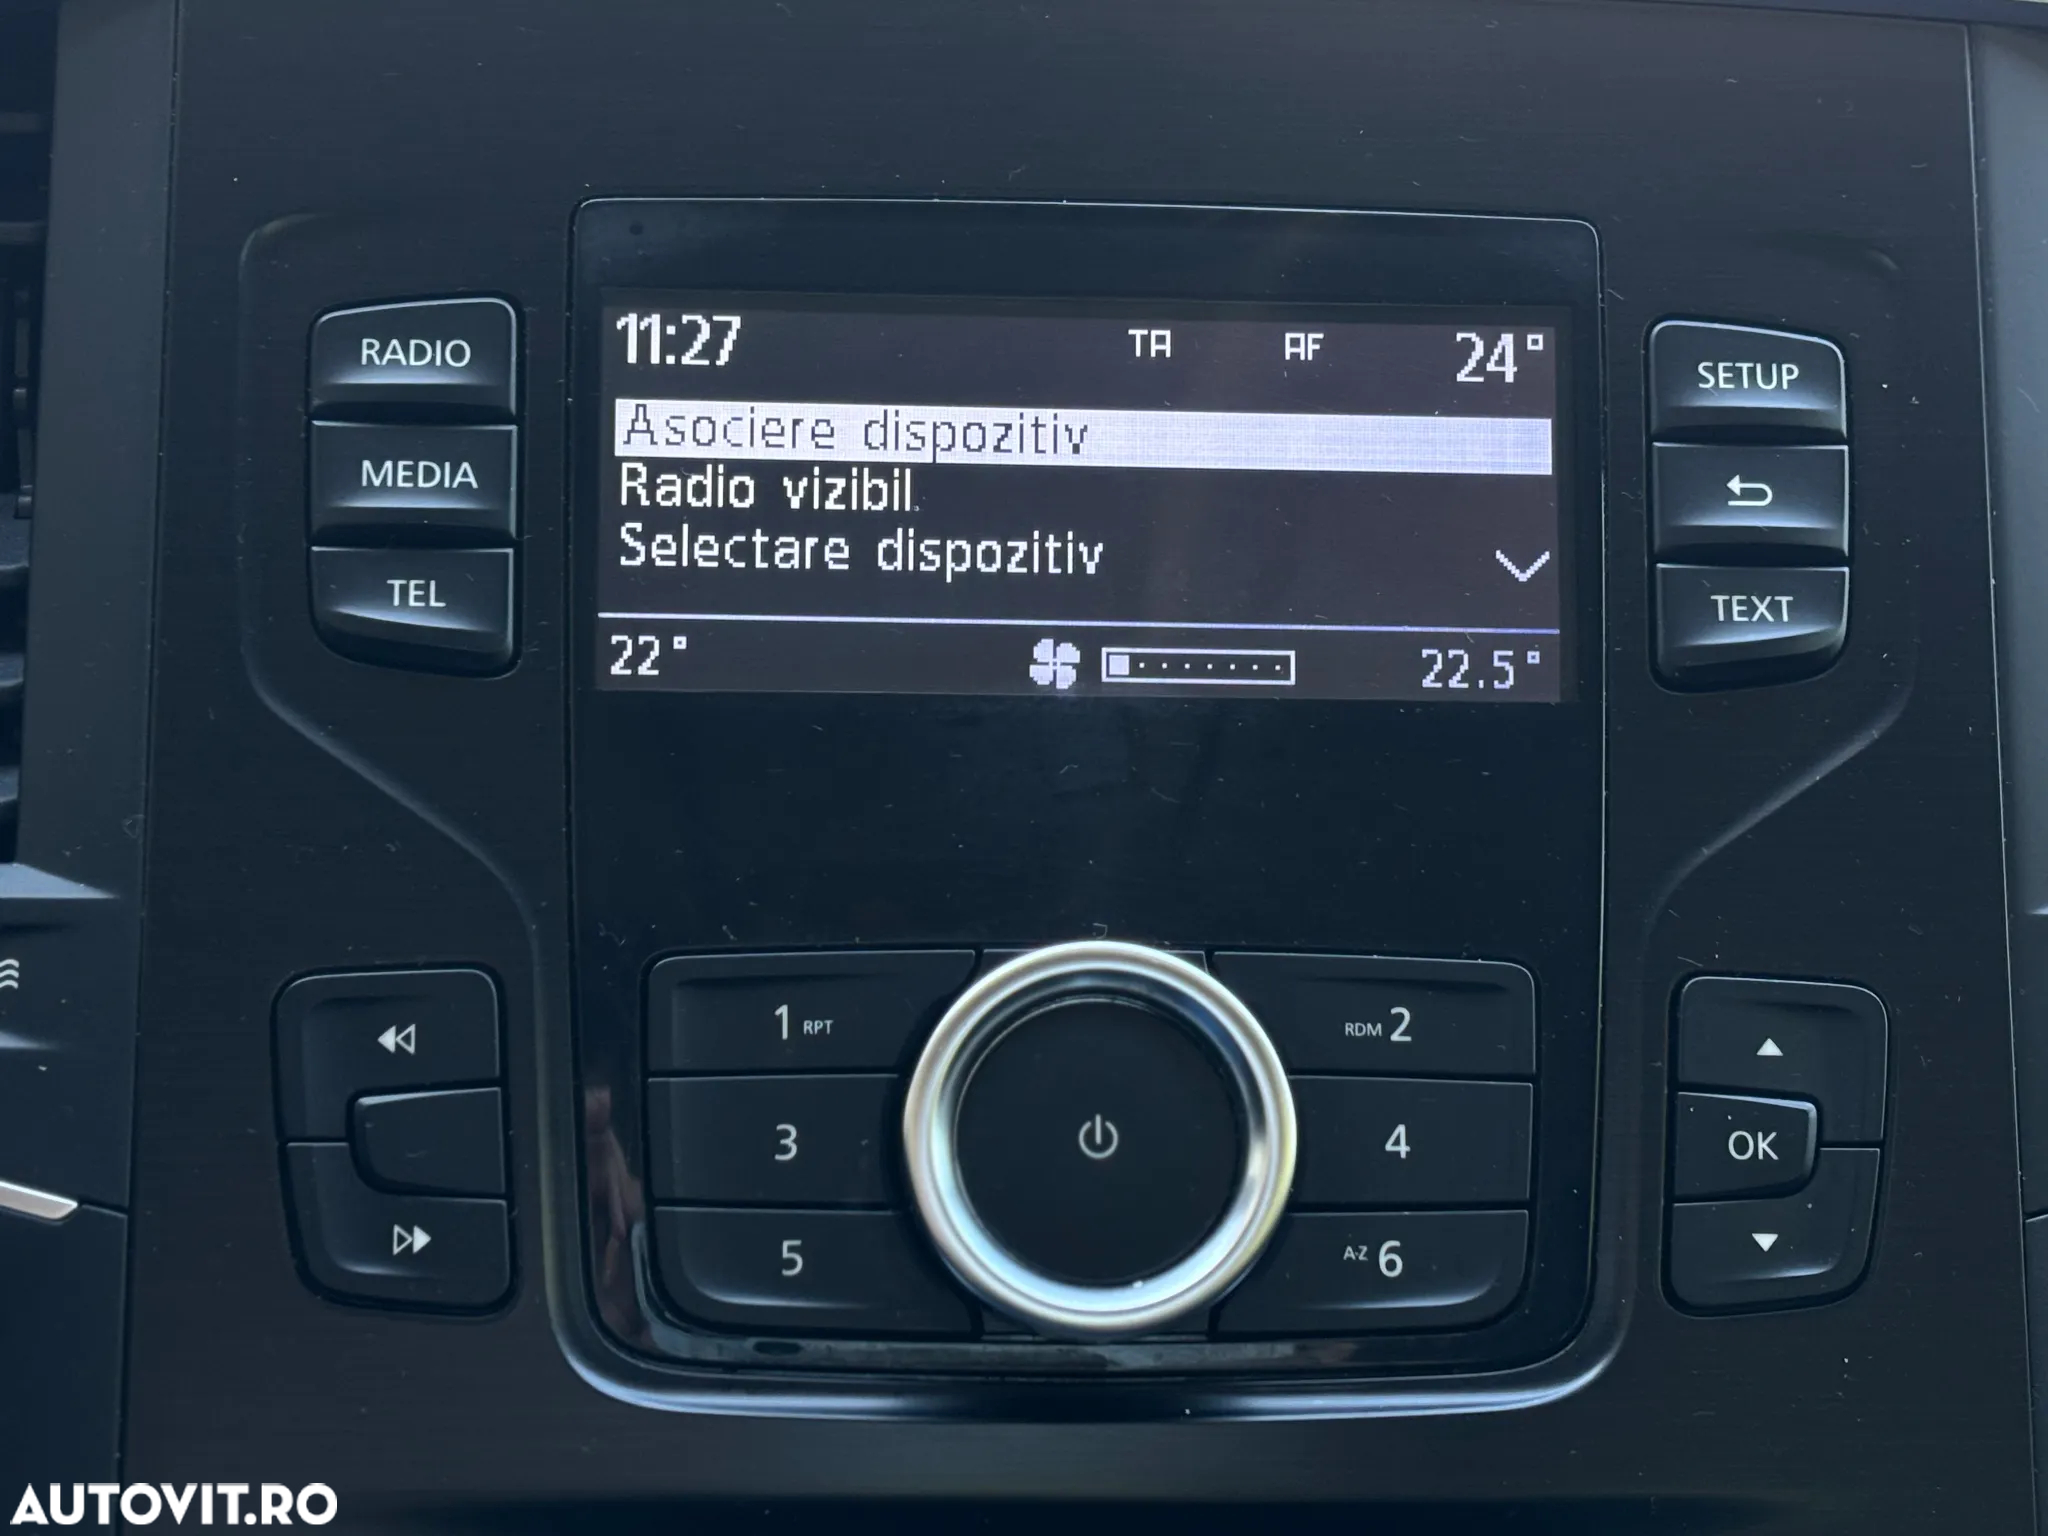 11:27 TA AF 24°
Asociere dispozitiv
Radio vizibil
Selectare dispozitiv
22° 22.5°
RADIO
MEDIA
TEL
SETUP
TEXT
1 RPT
RDM 2
3
4
5
A-Z 6
OK
AUTOVIT.RO